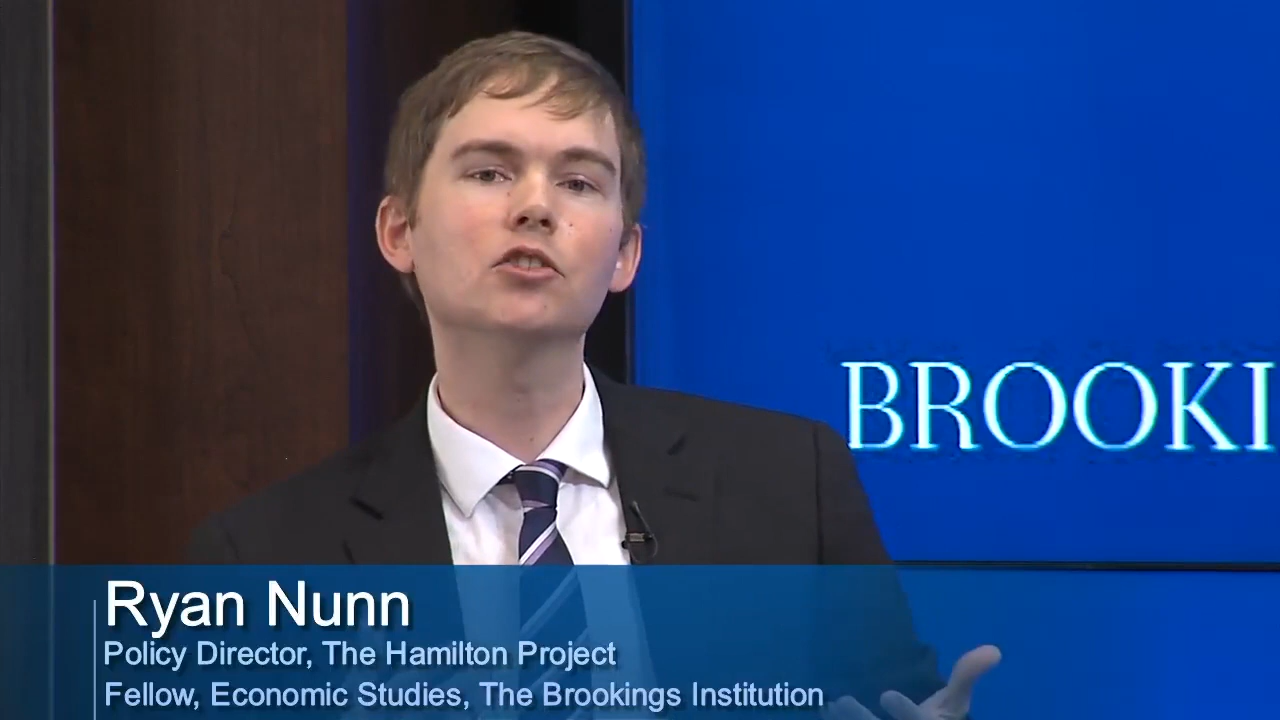 BROOKI
Ryan Nunn
Policy Director, The Hamilton Project
Fellow, Economic Studies, The Brookings Institution